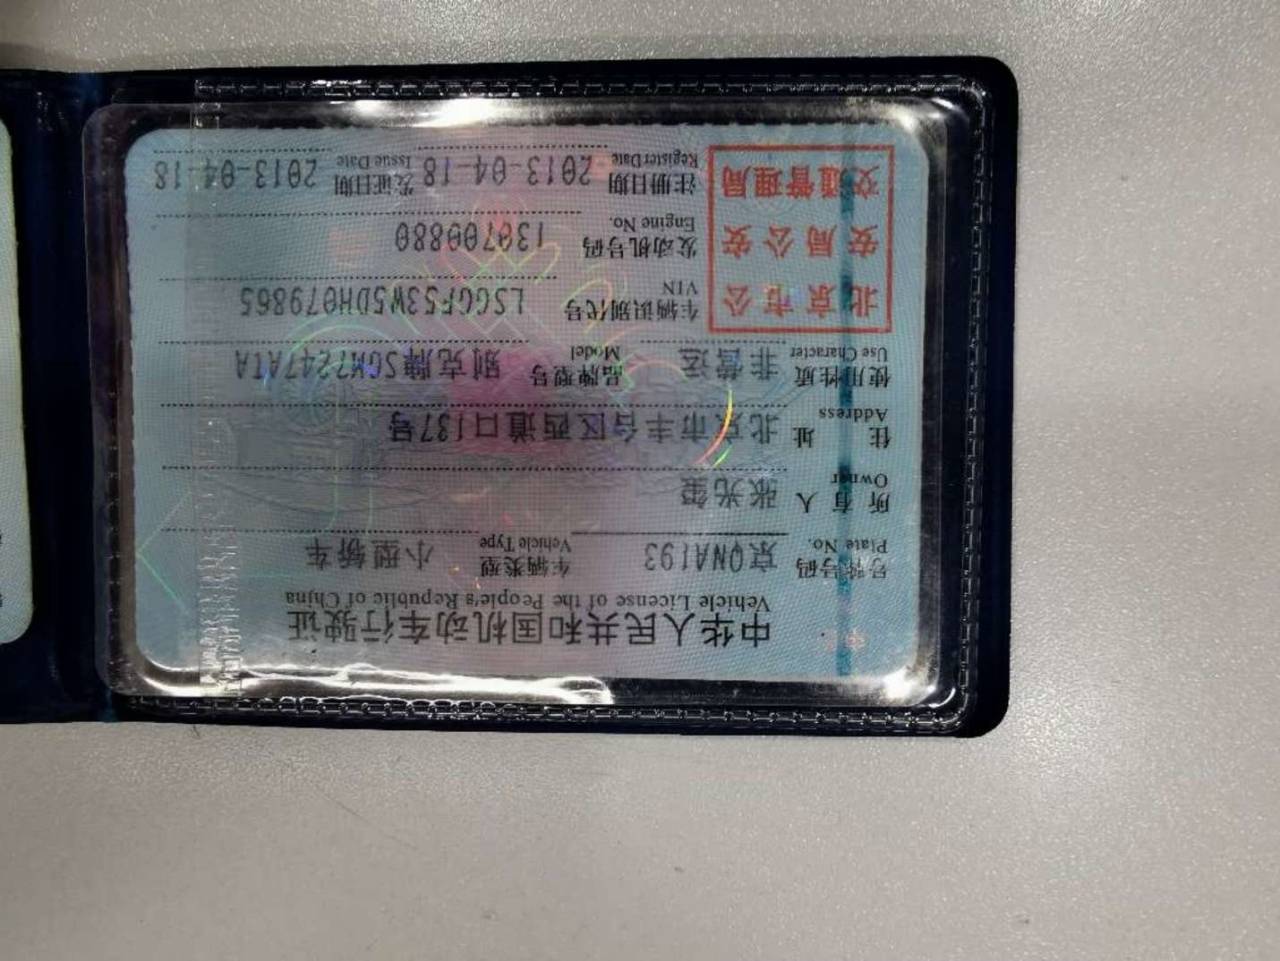 中华人民共和国机动车行驶证
Vehicle License of the People's Republic of China
号牌号码 京QNA193 车辆类型 小型轿车
Plate No. Vehicle Type
所有人 张光玺
Owner
住址 北京市丰台区西道口137号
Address
使用性质 非营运 品牌型号 别克牌SGM7247ATA
Use Character Model
北京市公
安局公安
交通管理局
车辆识别代号 LSGGF53W5DH079865
VIN
发动机号码 130700880
Engine No.
注册日期 2013-04-18 发证日期 2013-04-18
Register Date Issue Date